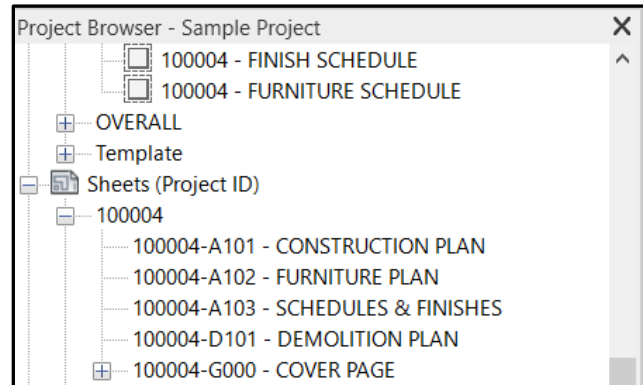 Project Browser - Sample Project
100004 - FINISH SCHEDULE
100004 - FURNITURE SCHEDULE
OVERALL
Template
Sheets (Project ID)
100004
100004-A101 - CONSTRUCTION PLAN
100004-A102 - FURNITURE PLAN
100004-A103 - SCHEDULES & FINISHES
100004-D101 - DEMOLITION PLAN
100004-G000 - COVER PAGE